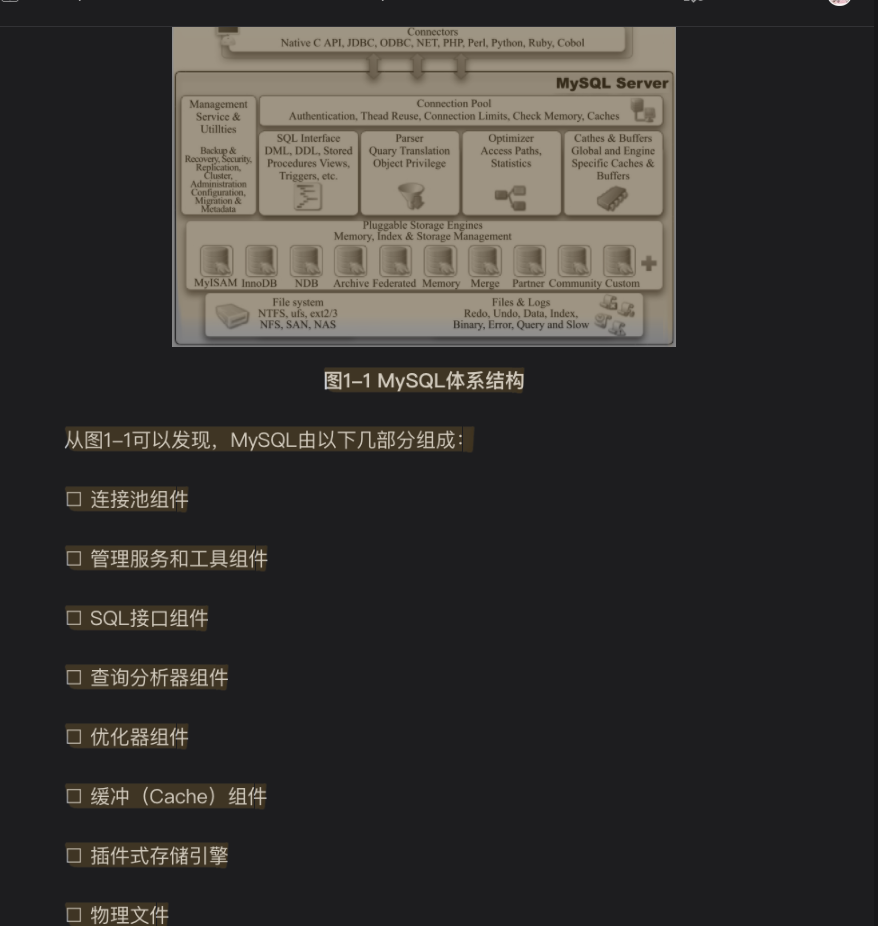 Connectors
Native C API, JDBC, ODBC, NET, PHP, Perl, Python, Ruby, Cobol
MySQL Server
Management
Service &
Utillties
Backup &
Recovery, Security,
Replication,
Cluster,
Administration
Configuration,
Migration &
Metadata
Connection Pool
Authentication, Thead Reuse, Connection Limits, Check Memory, Caches
SQL Interface
DML, DDL, Stored
Procedures Views,
Triggers, etc.
Parser
Quary Translation
Object Privilege
Optimizer
Access Paths,
Statistics
Cathes & Buffers
Global and Engine
Specific Caches &
Buffers
Pluggable Storage Engines
Memory, Index & Storage Management
MyISAM InnoDB NDB Archive Federated Memory Merge Partner Community Custom
File system
NTFS, ufs, ext2/3
NFS, SAN, NAS
Files & Logs
Redo, Undo, Data, Index,
Binary, Error, Query and Slow
图1–1 MySQL体系结构
从图1–1可以发现，MySQL由以下几部分组成：
□ 连接池组件
□ 管理服务和工具组件
□ SQL接口组件
□ 查询分析器组件
□ 优化器组件
□ 缓冲（Cache）组件
□ 插件式存储引擎
□ 物理文件